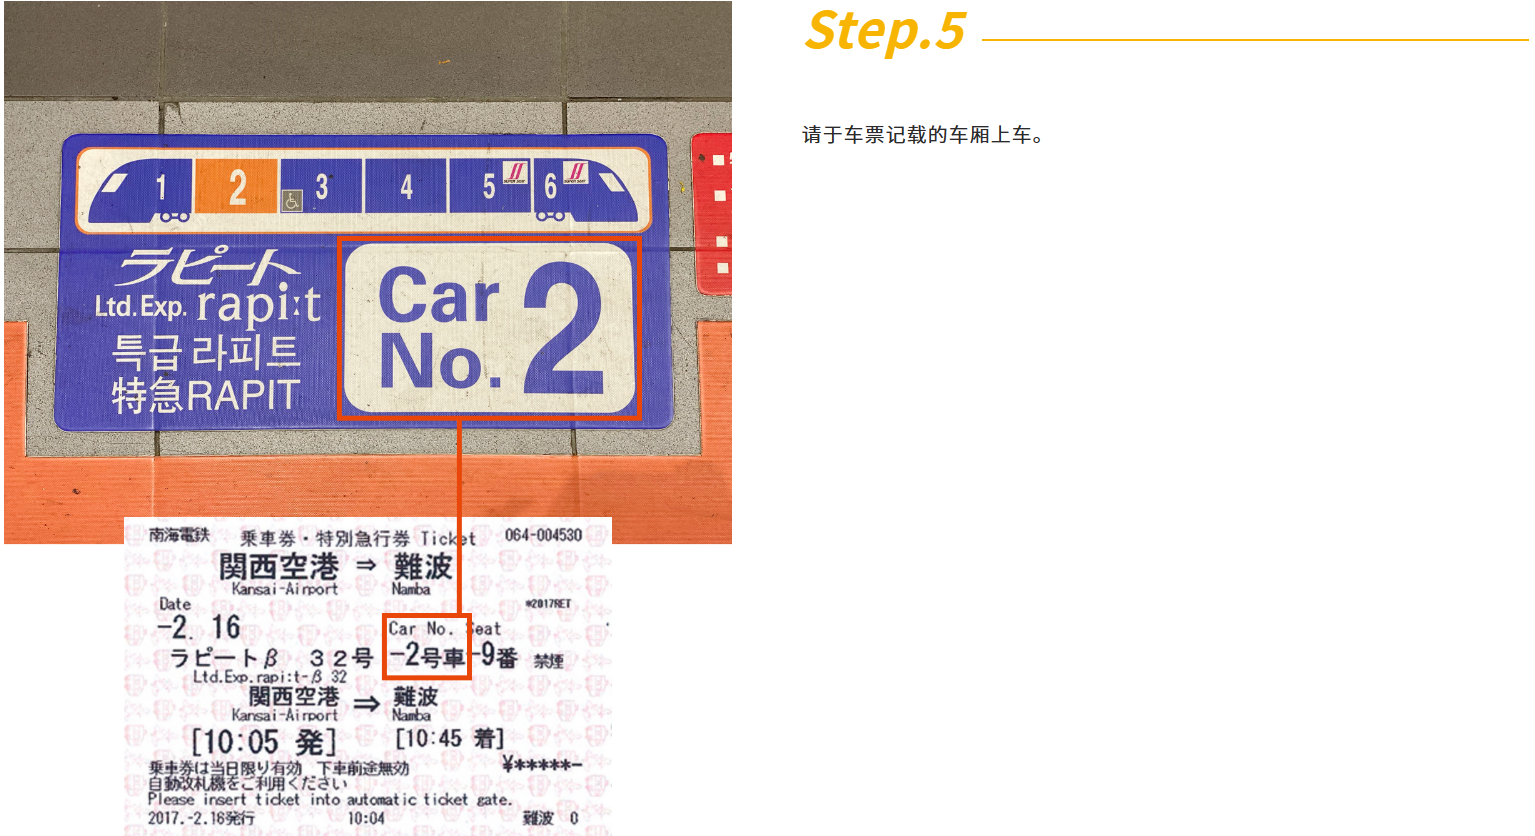 Step.5
请于车票记载的车厢上车。
1 2 3 4 5 6
SUPER SEAT SUPER SEAT
ラピート
Ltd. Exp. rapi:t
특급 라피트
特急RAPIT
Car
No. 2
南海電鉄 乗車券・特別急行券 Ticket 064-004530
関西空港 ⇒ 難波
Kansai-Airport Namba
Date *2017RET
-2. 16 Car No. Seat
ラピートβ 32号 -2号車 -9番 禁煙
Ltd.Exp.rapi:t-β 32
関西空港 ⇒ 難波
Kansai-Airport Namba
[10:05 発] [10:45 着]
乗車券は当日限り有効 下車前途無効 ¥*****-
自動改札機をご利用ください
Please insert ticket into automatic ticket gate.
2017.-2.16発行 10:04 難波 0